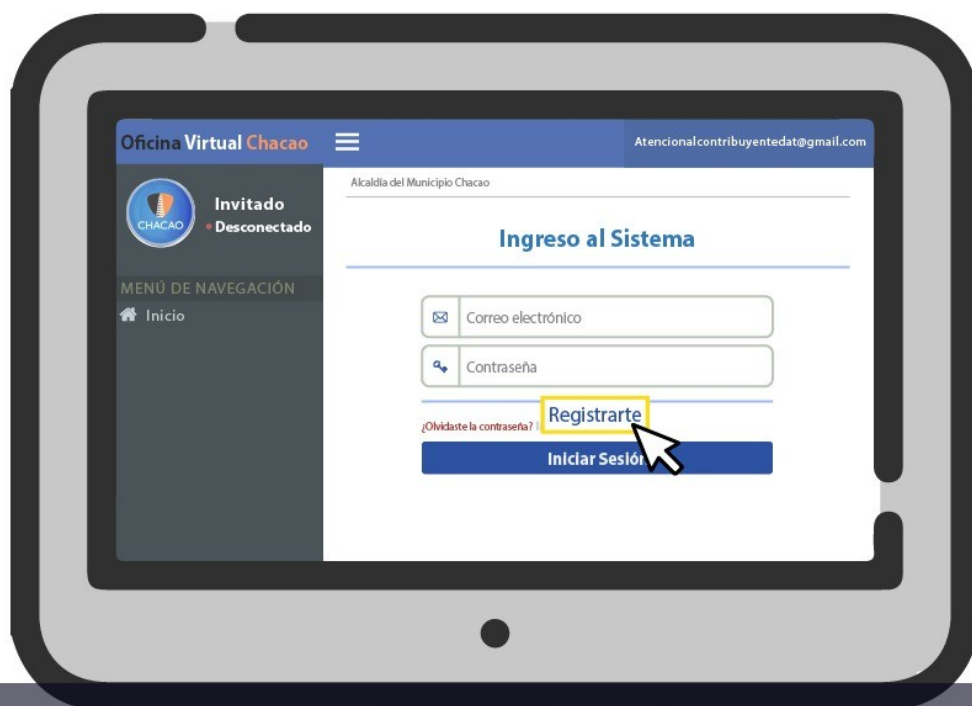 Oficina Virtual Chacao
Atencionalcontribuyentedat@gmail.com
CHACAO
Invitado
Desconectado
MENÚ DE NAVEGACIÓN
Inicio
Alcaldía del Municipio Chacao
Ingreso al Sistema
Correo electrónico
Contraseña
¿Olvidaste la contraseña? | Registrarte
Iniciar Sesión